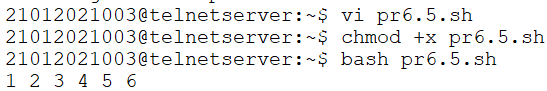 21012021003@telnetserver:~$ vi pr6.5.sh
21012021003@telnetserver:~$ chmod +x pr6.5.sh
21012021003@telnetserver:~$ bash pr6.5.sh
1 2 3 4 5 6